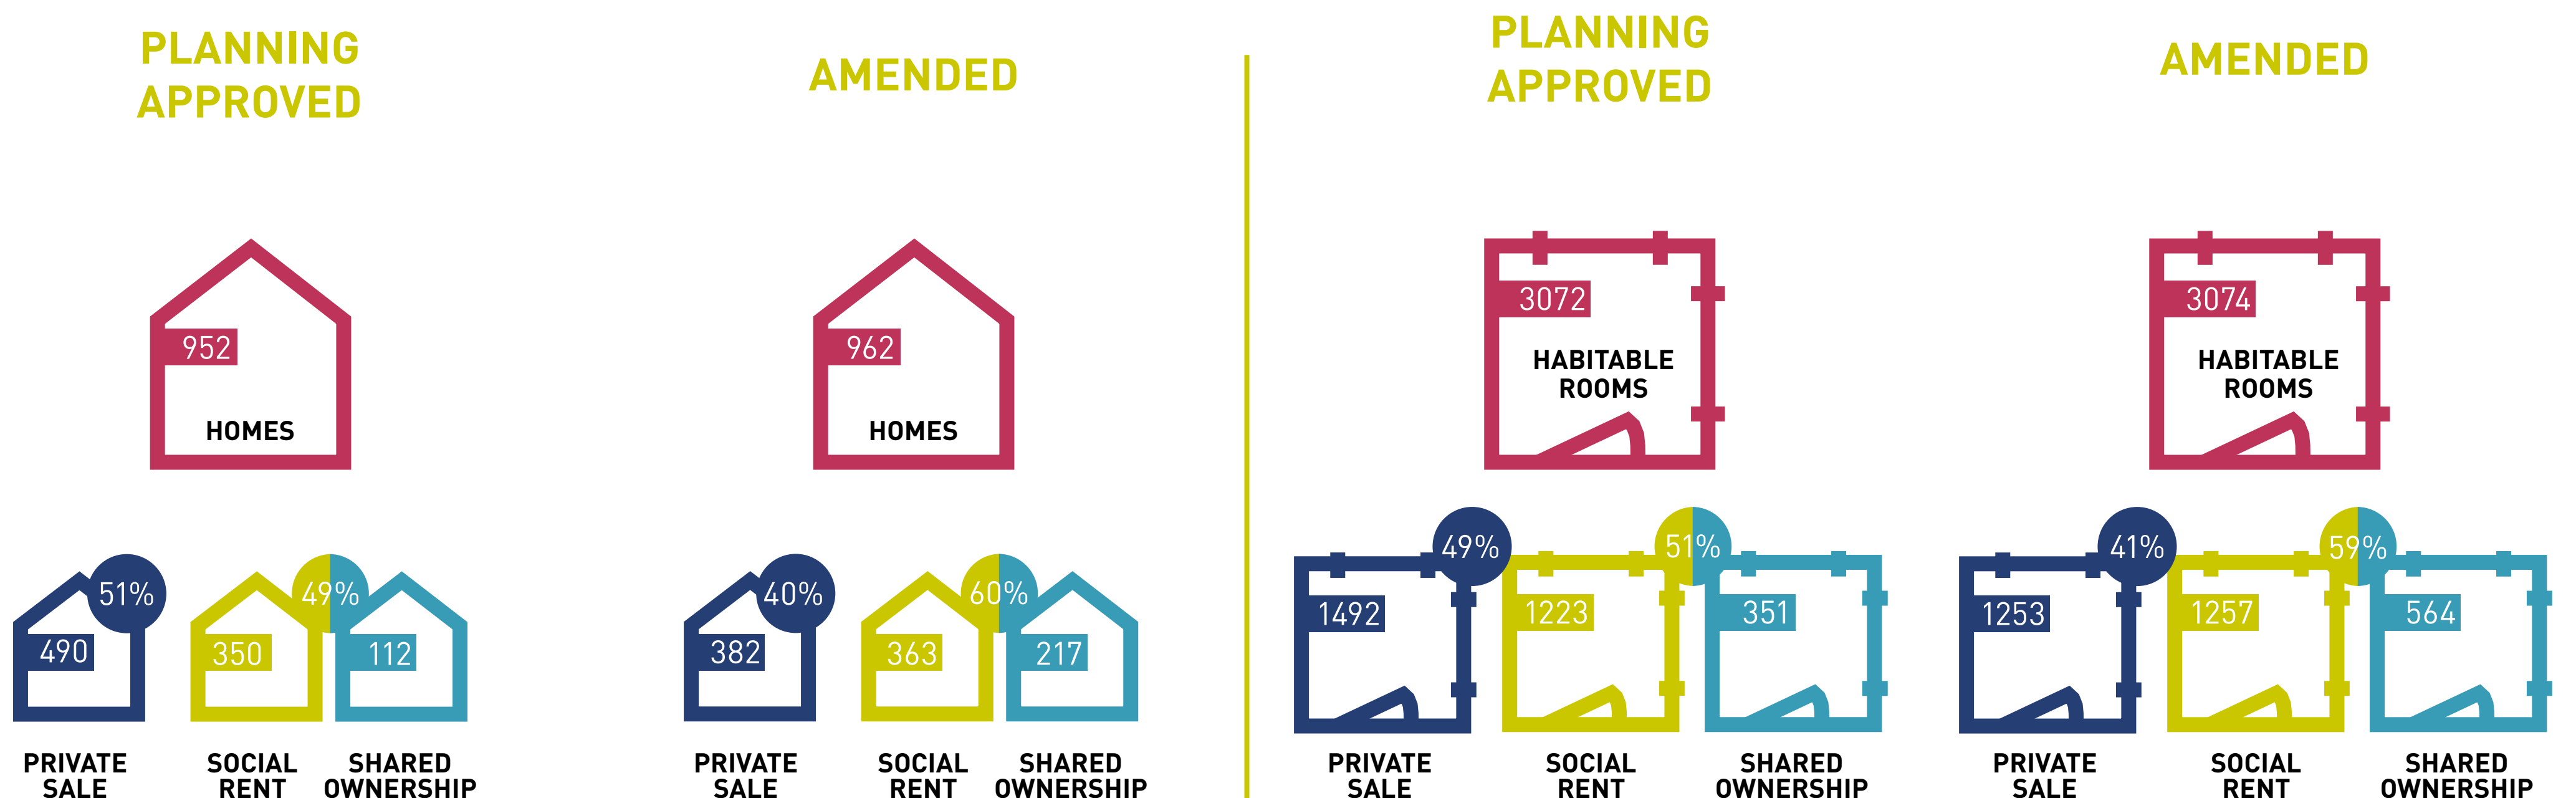 PLANNING
APPROVED
952
HOMES
51%
490
PRIVATE
SALE
49%
350
SOCIAL
RENT
112
SHARED
OWNERSHIP
AMENDED
962
HOMES
40%
382
PRIVATE
SALE
60%
363
SOCIAL
RENT
217
SHARED
OWNERSHIP
PLANNING
APPROVED
3072
HABITABLE
ROOMS
49%
1492
PRIVATE
SALE
51%
1223
SOCIAL
RENT
351
SHARED
OWNERSHIP
AMENDED
3074
HABITABLE
ROOMS
41%
1253
PRIVATE
SALE
59%
1257
SOCIAL
RENT
564
SHARED
OWNERSHIP